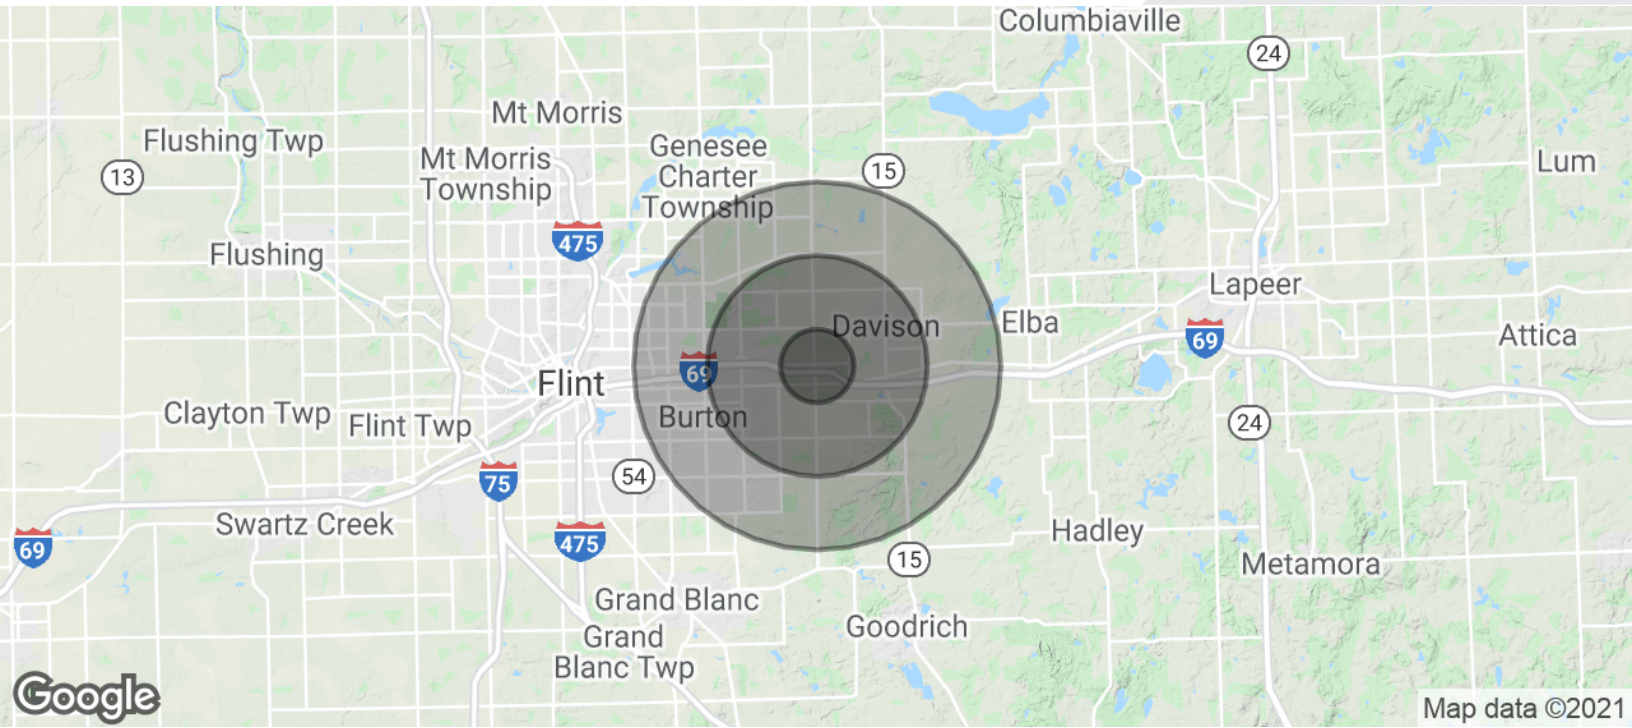 Columbiaville
24
Mt Morris
Flushing Twp
Genesee
Charter
Township
Mt Morris
Township
15
Lum
13
475
Flushing
Lapeer
Davison
Elba
Attica
69
69
Flint
Burton
Clayton Twp
Flint Twp
24
54
75
Swartz Creek
Hadley
69
475
15
Metamora
Grand Blanc
Goodrich
Grand
Blanc Twp
Google
Map data ©2021